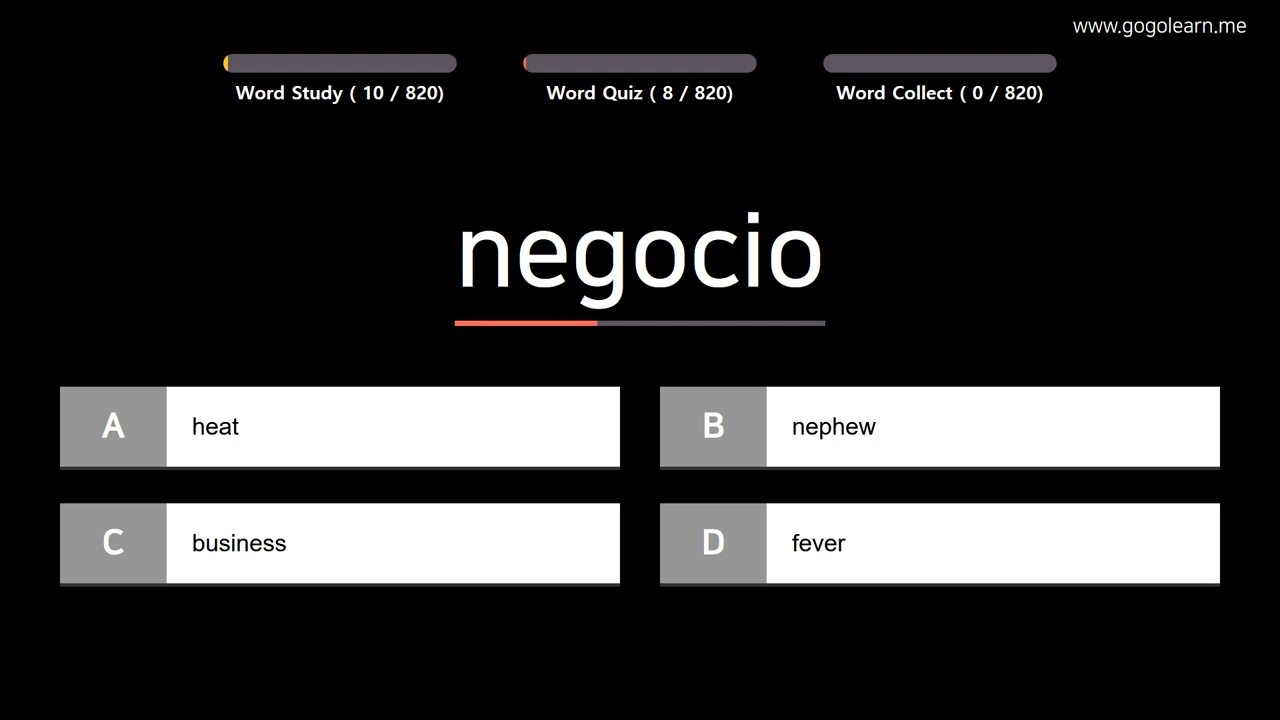 www.gogolearn.me
Word Study ( 10 / 820)
Word Quiz ( 8 / 820)
Word Collect ( 0 / 820)
negocio
A heat
B nephew
C business
D fever